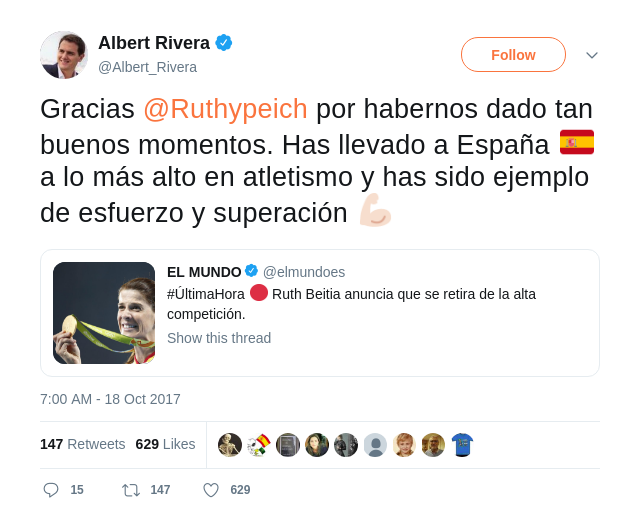 Albert Rivera
@Albert_Rivera
Follow
Gracias @Ruthypeich por habernos dado tan
buenos momentos. Has llevado a España 🇪🇸
a lo más alto en atletismo y has sido ejemplo
de esfuerzo y superación 💪🏻
EL MUNDO @elmundoes
#ÚltimaHora 🔴 Ruth Beitia anuncia que se retira de la alta
competición.
Show this thread
7:00 AM - 18 Oct 2017
147 Retweets 629 Likes
15 147 629